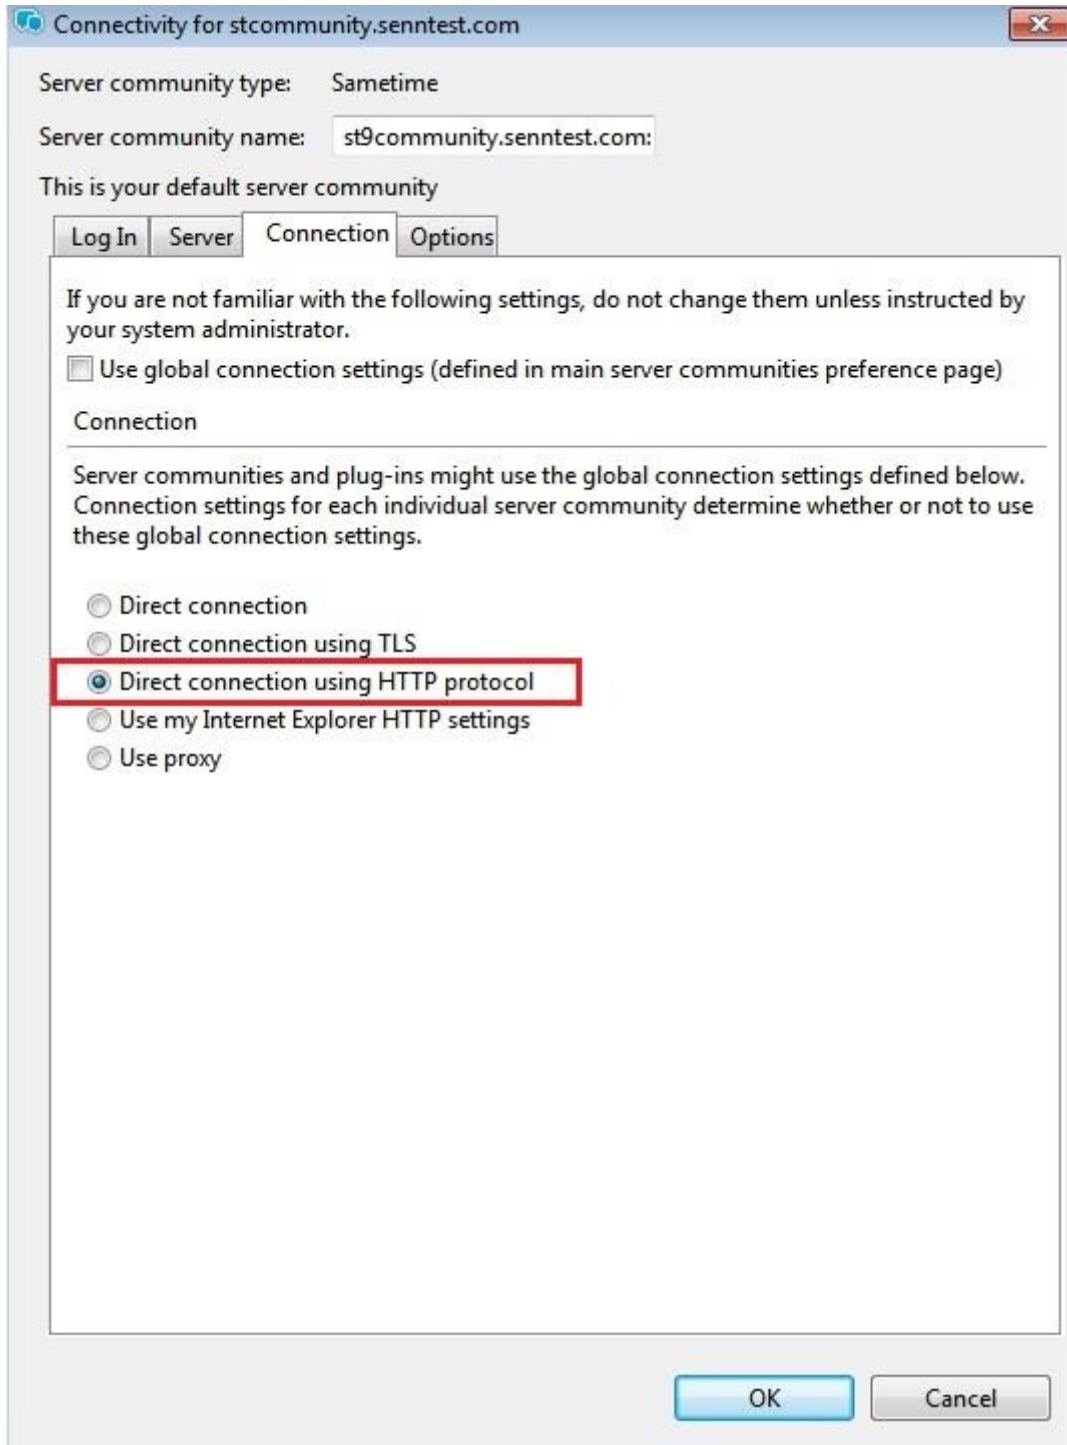 Connectivity for stcommunity.senntest.com
Server community type: Sametime
Server community name: st9community.senntest.com:
This is your default server community
Log In Server Connection Options
If you are not familiar with the following settings, do not change them unless instructed by
your system administrator.
Use global connection settings (defined in main server communities preference page)
Connection
Server communities and plug-ins might use the global connection settings defined below.
Connection settings for each individual server community determine whether or not to use
these global connection settings.
Direct connection
Direct connection using TLS
Direct connection using HTTP protocol
Use my Internet Explorer HTTP settings
Use proxy
OK Cancel